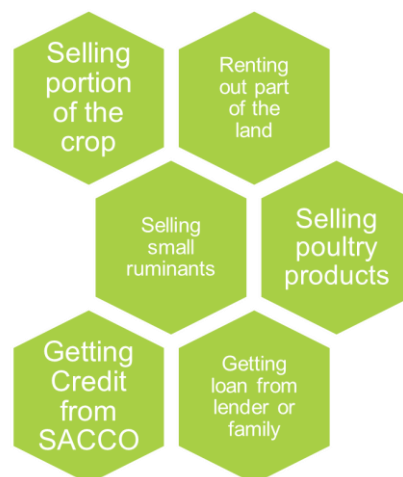 Selling
portion
of the
crop
Renting
out part
of the
land
Selling
small
ruminants
Selling
poultry
products
Getting
Credit
from
SACCO
Getting
loan from
lender or
family